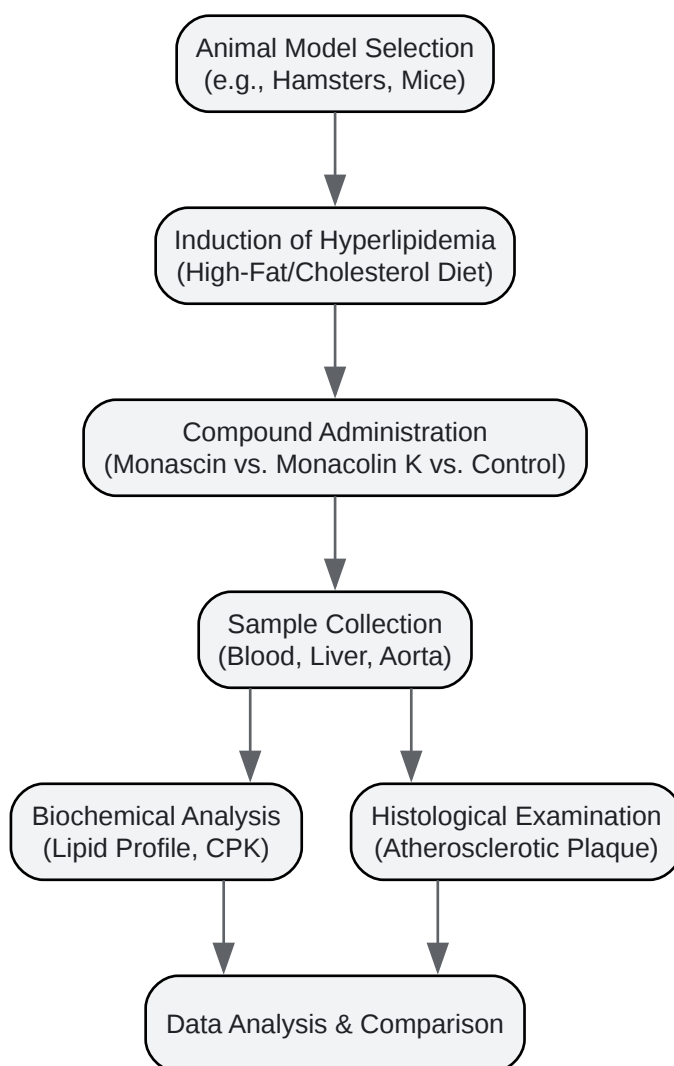 Animal Model Selection
(e.g., Hamsters, Mice)
Induction of Hyperlipidemia
(High-Fat/Cholesterol Diet)
Compound Administration
(Monascin vs. Monacolin K vs. Control)
Sample Collection
(Blood, Liver, Aorta)
Biochemical Analysis
(Lipid Profile, CPK)
Histological Examination
(Atherosclerotic Plaque)
Data Analysis & Comparison